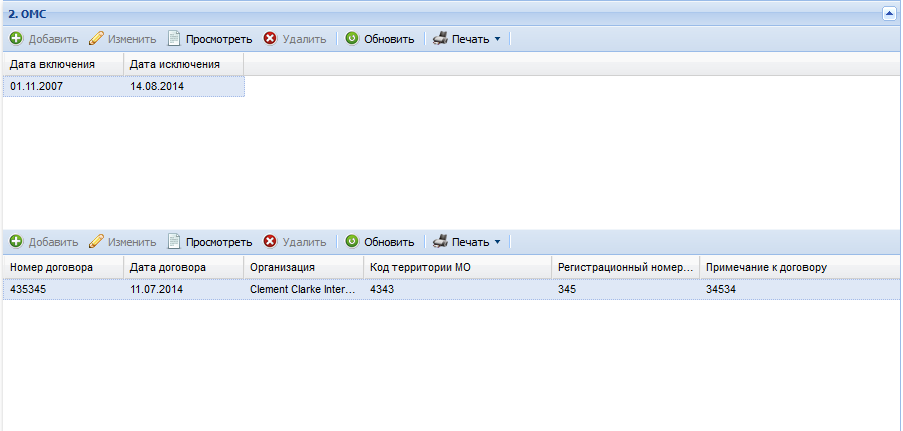 2. ОМС
Добавить Изменить Просмотреть Удалить Обновить Печать
Дата включения Дата исключения
01.11.2007 14.08.2014
Добавить Изменить Просмотреть Удалить Обновить Печать
Номер договора Дата договора Организация Код территории МО Регистрационный номер... Примечание к договору
435345 11.07.2014 Clement Clarke Inter... 4343 345 34534